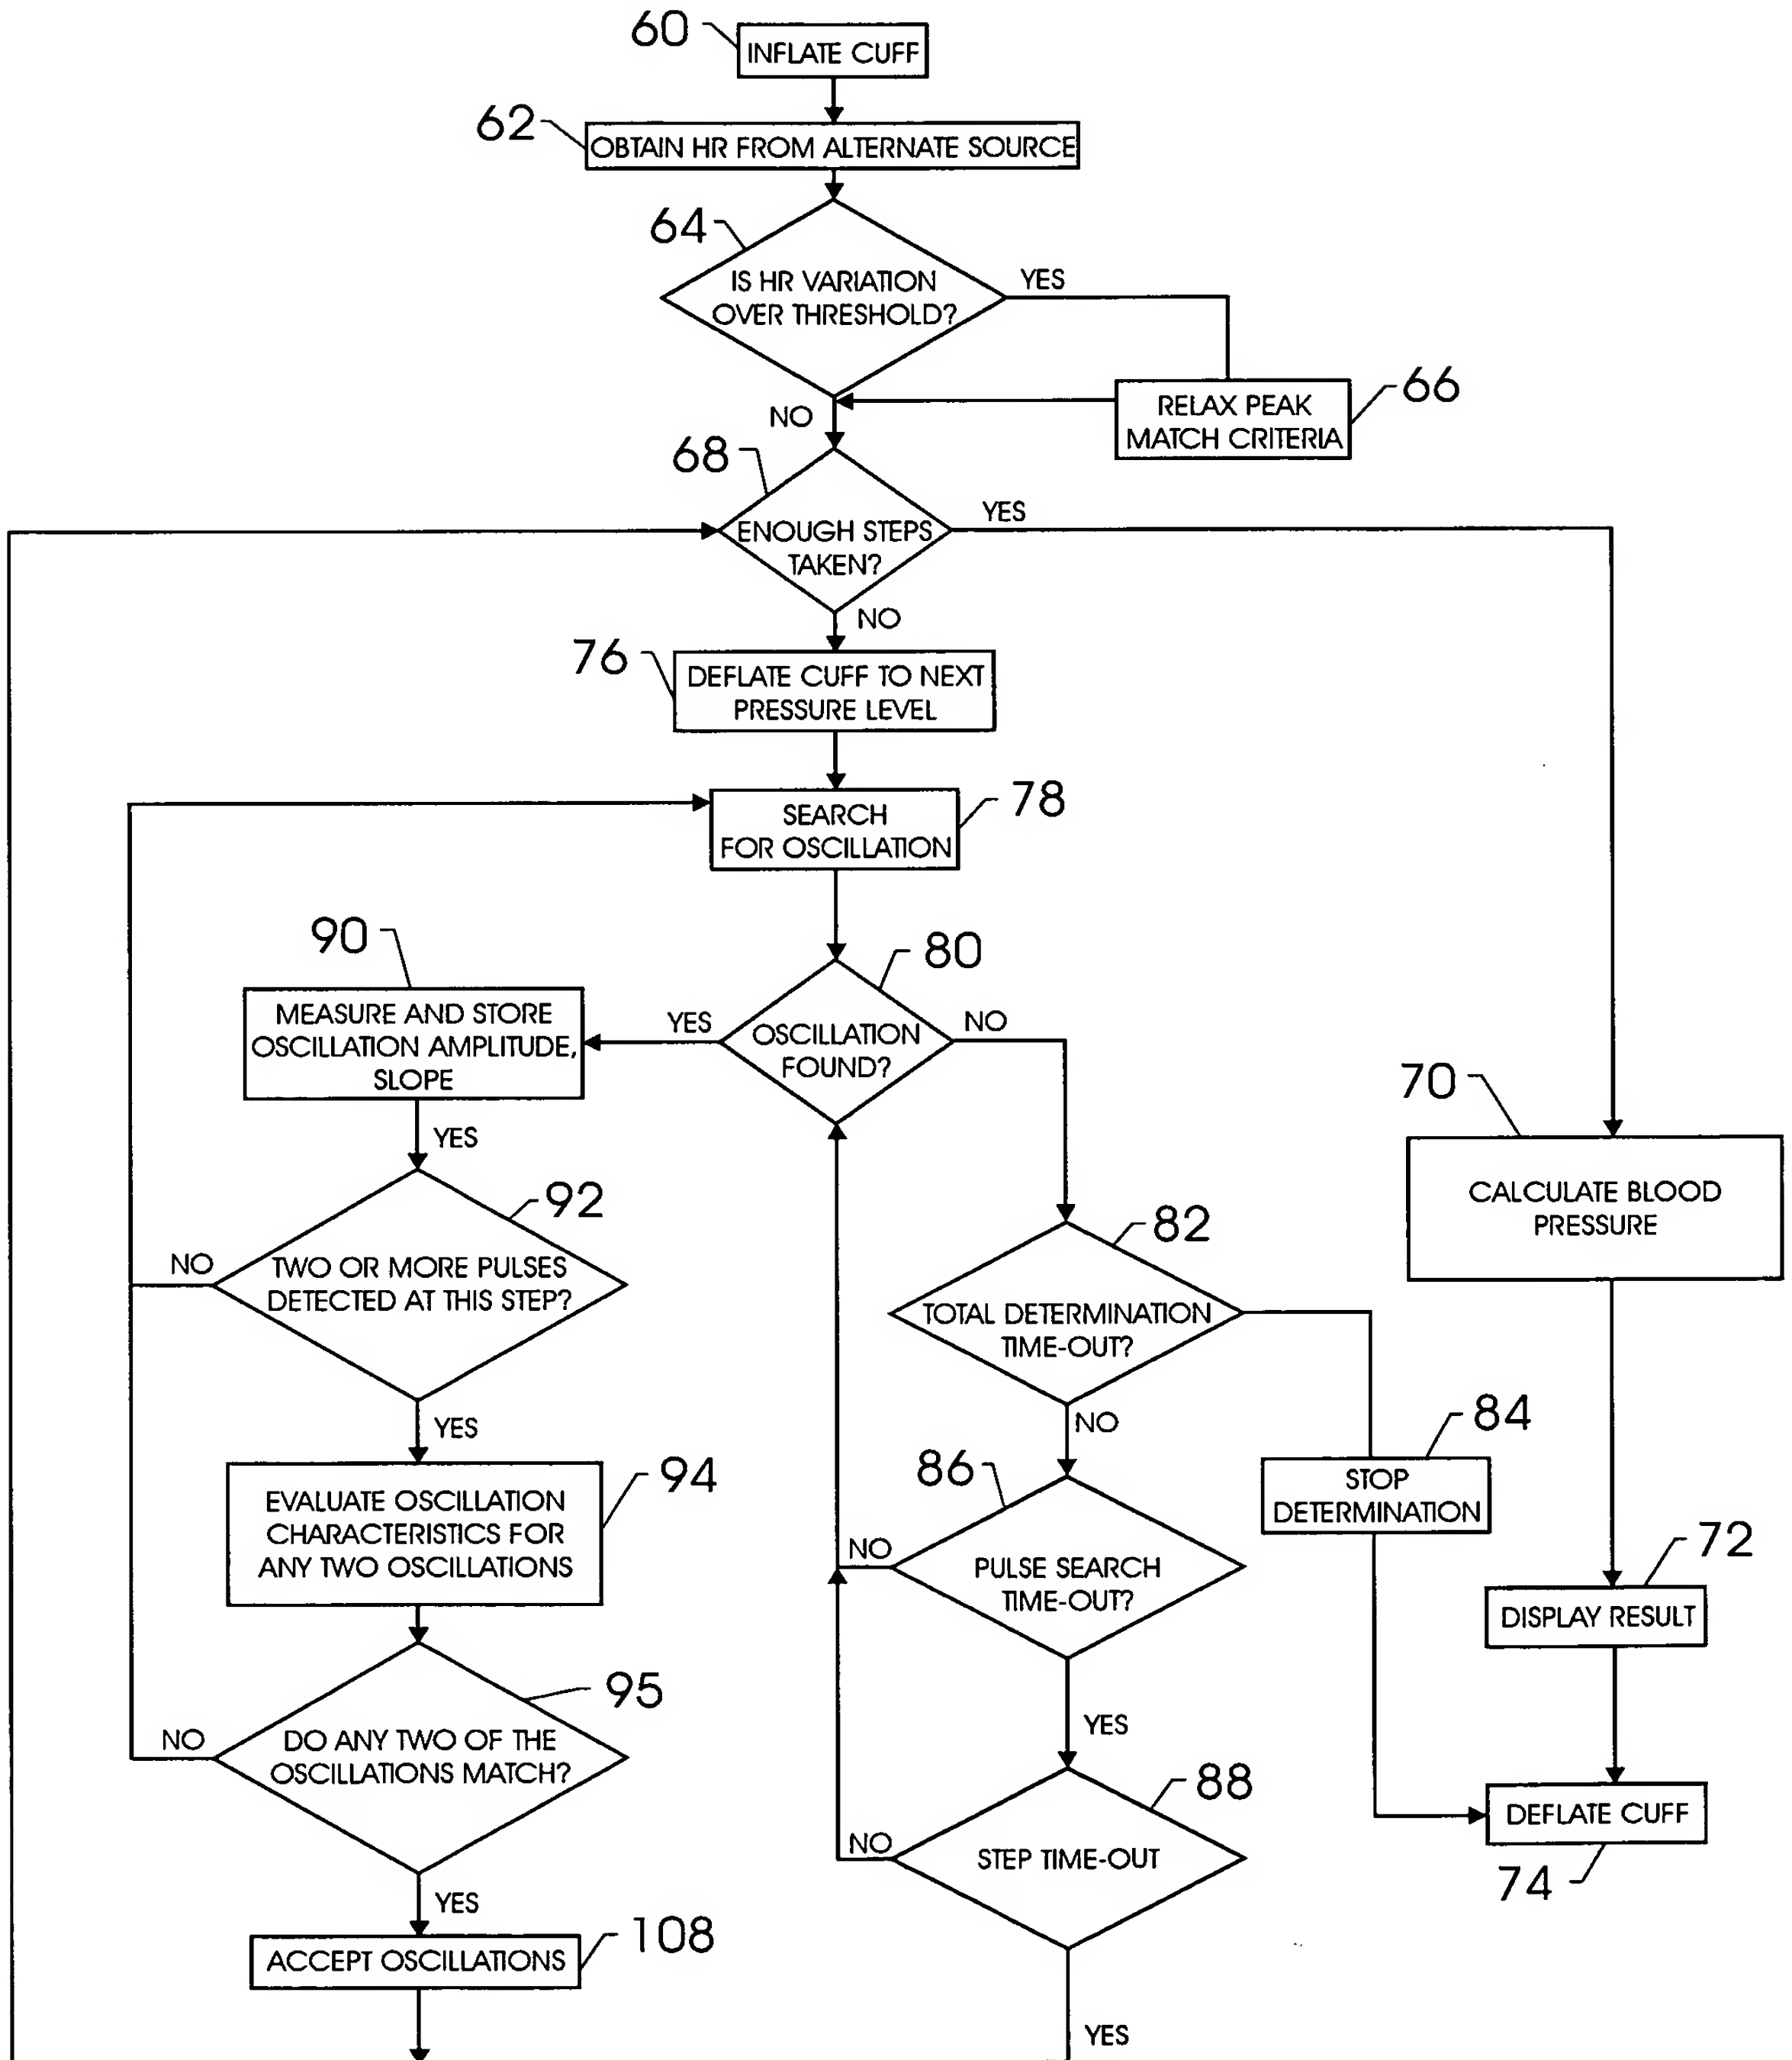 60
INFLATE CUFF
62
OBTAIN HR FROM ALTERNATE SOURCE
64
IS HR VARIATION
OVER THRESHOLD?
YES
66
RELAX PEAK
MATCH CRITERIA
NO
68
ENOUGH STEPS
TAKEN?
YES
NO
76
DEFLATE CUFF TO NEXT
PRESSURE LEVEL
78
SEARCH
FOR OSCILLATION
90
MEASURE AND STORE
OSCILLATION AMPLITUDE,
SLOPE
YES
80
OSCILLATION
FOUND?
NO
YES
92
TWO OR MORE PULSES
DETECTED AT THIS STEP?
NO
YES
94
EVALUATE OSCILLATION
CHARACTERISTICS FOR
ANY TWO OSCILLATIONS
95
DO ANY TWO OF THE
OSCILLATIONS MATCH?
NO
YES
108
ACCEPT OSCILLATIONS
82
TOTAL DETERMINATION
TIME-OUT?
NO
84
STOP
DETERMINATION
86
PULSE SEARCH
TIME-OUT?
NO
YES
88
STEP TIME-OUT
NO
YES
70
CALCULATE BLOOD
PRESSURE
72
DISPLAY RESULT
DEFLATE CUFF
74